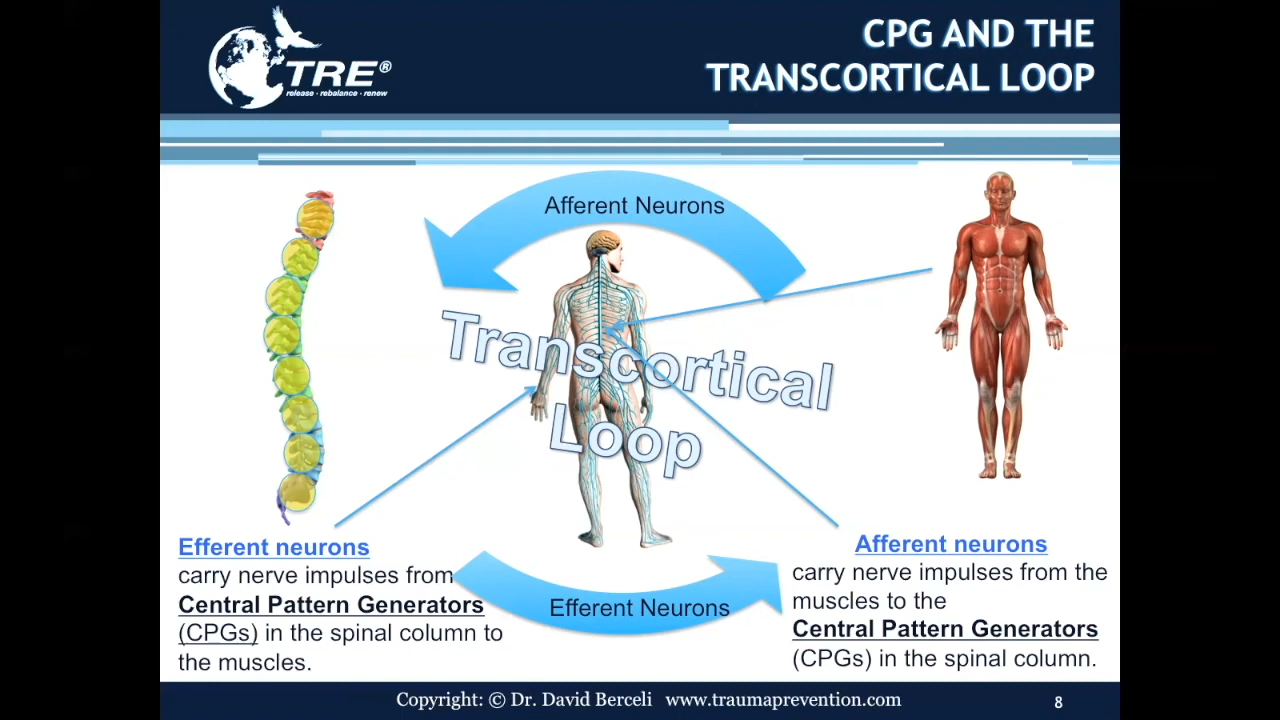 TRE®
release · rebalance · renew
CPG AND THE
TRANSCORTICAL LOOP
Afferent Neurons
Transcortical
Loop
Efferent neurons
carry nerve impulses from
Central Pattern Generators
(CPGs) in the spinal column to
the muscles.
Efferent Neurons
Afferent neurons
carry nerve impulses from the
muscles to the
Central Pattern Generators
(CPGs) in the spinal column.
Copyright: © Dr. David Berceli www.traumaprevention.com
8